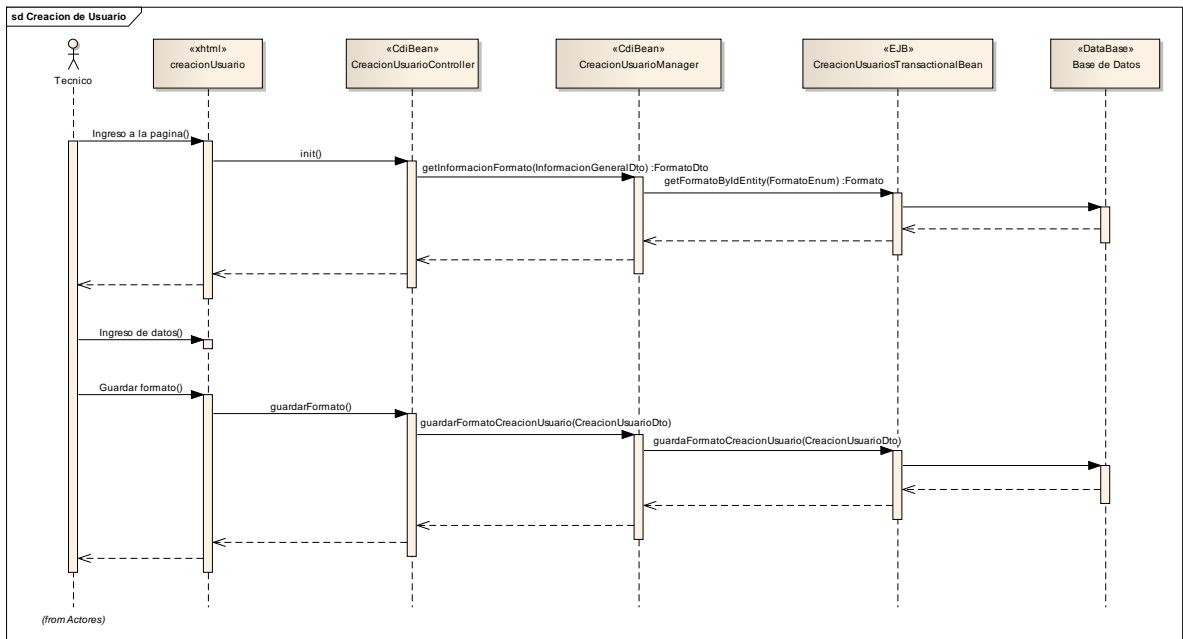 sd Creacion de Usuario
Tecnico
«xhtml»
creacionUsuario
«CdiBean»
CreacionUsuarioController
«CdiBean»
CreacionUsuarioManager
«EJB»
CreacionUsuariosTransactionalBean
«DataBase»
Base de Datos
Ingreso a la pagina()
init()
getInformacionFormato(InformacionGeneralDto) :FormatoDto
getFormatoByIdEntity(FormatoEnum) :Formato
Ingreso de datos()
Guardar formato()
guardarFormato()
guardarFormatoCreacionUsuario(CreacionUsuarioDto)
guardaFormatoCreacionUsuario(CreacionUsuarioDto)
(from Actores)